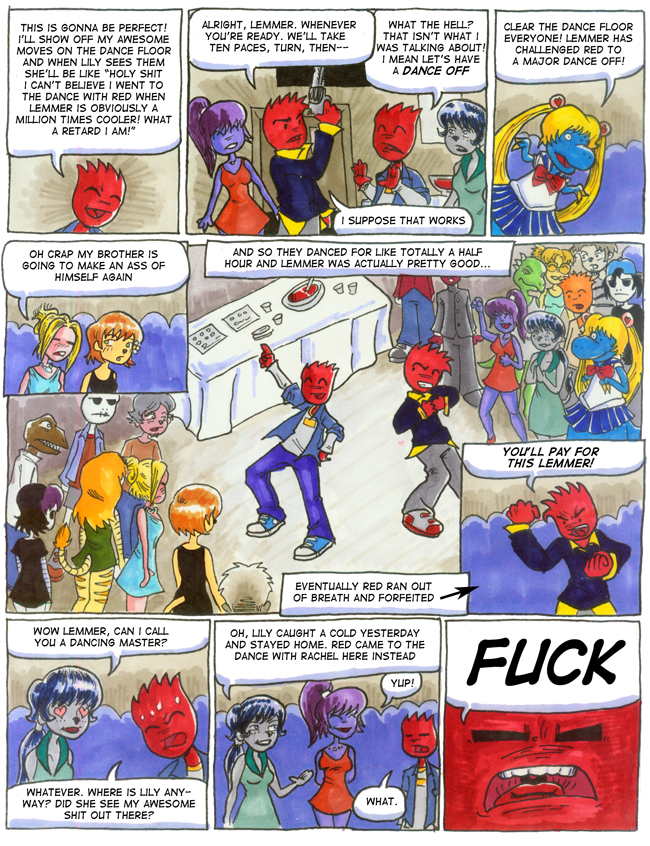 THIS IS GONNA BE PERFECT!
I'LL SHOW OFF MY AWESOME
MOVES ON THE DANCE FLOOR
AND WHEN LILY SEES THEM
SHE'LL BE LIKE "HOLY SHIT
I CAN'T BELIEVE I WENT TO
THE DANCE WITH RED WHEN
LEMMER IS OBVIOUSLY A
MILLION TIMES COOLER! WHAT
A RETARD I AM!"
ALRIGHT, LEMMER. WHENEVER
YOU'RE READY. WE'LL TAKE
TEN PACES, TURN, THEN--
WHAT THE HELL?
THAT ISN'T WHAT I
WAS TALKING ABOUT!
I MEAN LET'S HAVE
A DANCE OFF
I SUPPOSE THAT WORKS
CLEAR THE DANCE FLOOR
EVERYONE! LEMMER HAS
CHALLENGED RED TO
A MAJOR DANCE OFF!
OH CRAP MY BROTHER IS
GOING TO MAKE AN ASS OF
HIMSELF AGAIN
AND SO THEY DANCED FOR LIKE TOTALLY A HALF
HOUR AND LEMMER WAS ACTUALLY PRETTY GOOD...
EVENTUALLY RED RAN OUT
OF BREATH AND FORFEITED
YOU'LL PAY FOR
THIS LEMMER!
WOW LEMMER, CAN I CALL
YOU A DANCING MASTER?
WHATEVER. WHERE IS LILY ANY-
WAY? DID SHE SEE MY AWESOME
SHIT OUT THERE?
OH, LILY CAUGHT A COLD YESTERDAY
AND STAYED HOME. RED CAME TO THE
DANCE WITH RACHEL HERE INSTEAD
YUP!
WHAT.
FUCK